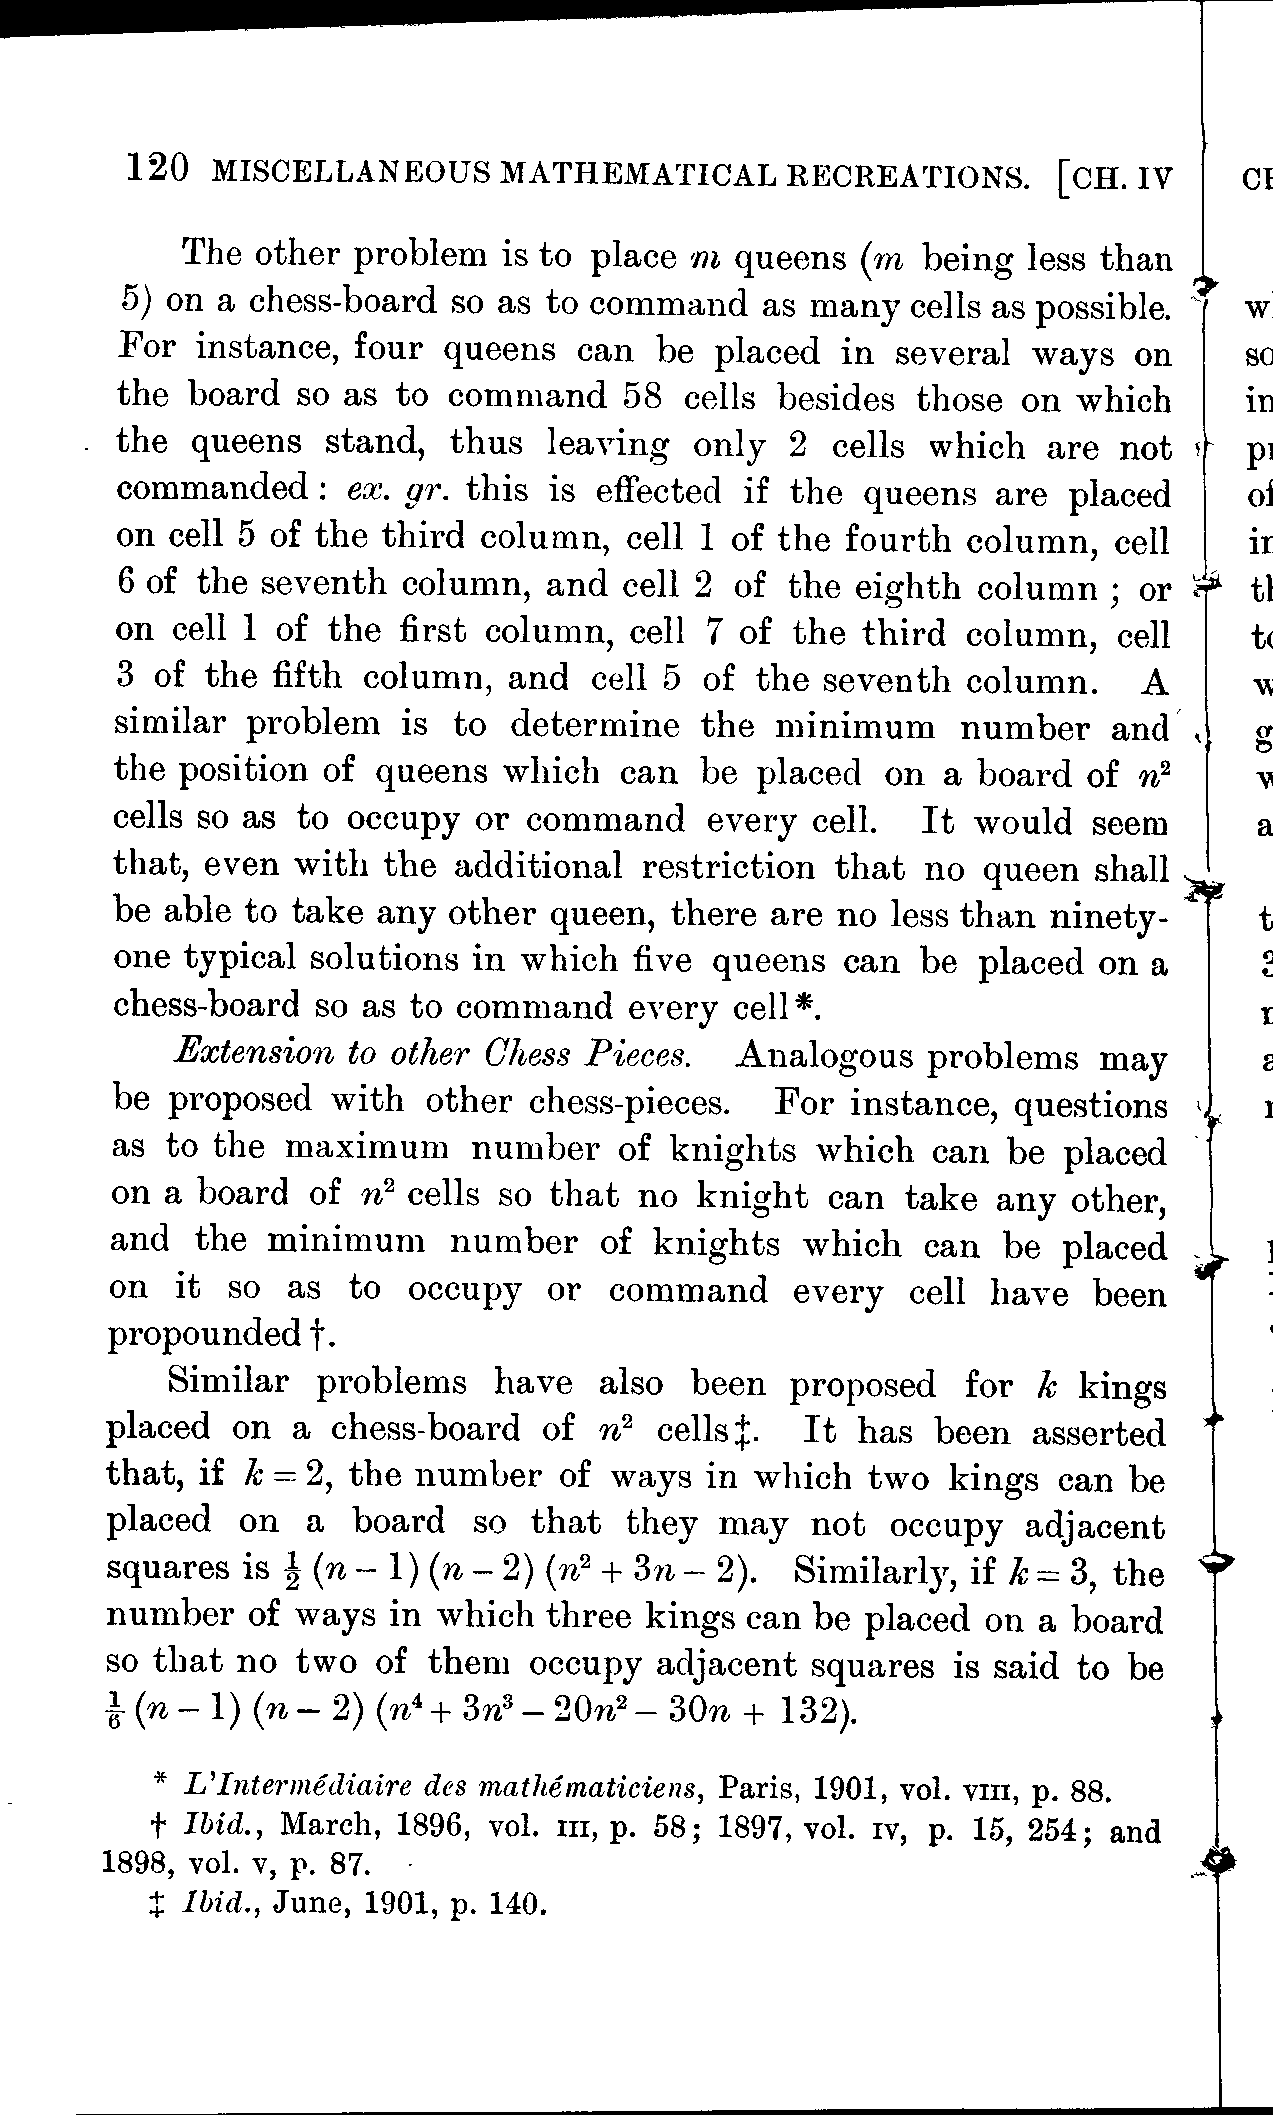 120 MISCELLANEOUS MATHEMATICAL RECREATIONS. [CH. IV
The other problem is to place m queens (m being less than
5) on a chess-board so as to command as many cells as possible.
For instance, four queens can be placed in several ways on
the board so as to command 58 cells besides those on which
the queens stand, thus leaving only 2 cells which are not
commanded: ex. gr. this is effected if the queens are placed
on cell 5 of the third column, cell 1 of the fourth column, cell
6 of the seventh column, and cell 2 of the eighth column; or
on cell 1 of the first column, cell 7 of the third column, cell
3 of the fifth column, and cell 5 of the seventh column. A
similar problem is to determine the minimum number and
the position of queens which can be placed on a board of n²
cells so as to occupy or command every cell. It would seem
that, even with the additional restriction that no queen shall
be able to take any other queen, there are no less than ninety-
one typical solutions in which five queens can be placed on a
chess-board so as to command every cell*.
Extension to other Chess Pieces. Analogous problems may
be proposed with other chess-pieces. For instance, questions
as to the maximum number of knights which can be placed
on a board of n² cells so that no knight can take any other,
and the minimum number of knights which can be placed
on it so as to occupy or command every cell have been
propounded†.
Similar problems have also been proposed for k kings
placed on a chess-board of n² cells‡. It has been asserted
that, if k = 2, the number of ways in which two kings can be
placed on a board so that they may not occupy adjacent
squares is ½ (n − 1) (n − 2) (n² + 3n − 2). Similarly, if k = 3, the
number of ways in which three kings can be placed on a board
so that no two of them occupy adjacent squares is said to be
⅙ (n − 1) (n − 2) (n⁴ + 3n³ − 20n² − 30n + 132).
* L'Intermédiaire des mathématiciens, Paris, 1901, vol. VIII, p. 88.
† Ibid., March, 1896, vol. III, p. 58; 1897, vol. IV, p. 15, 254; and
1898, vol. V, p. 87.
‡ Ibid., June, 1901, p. 140.